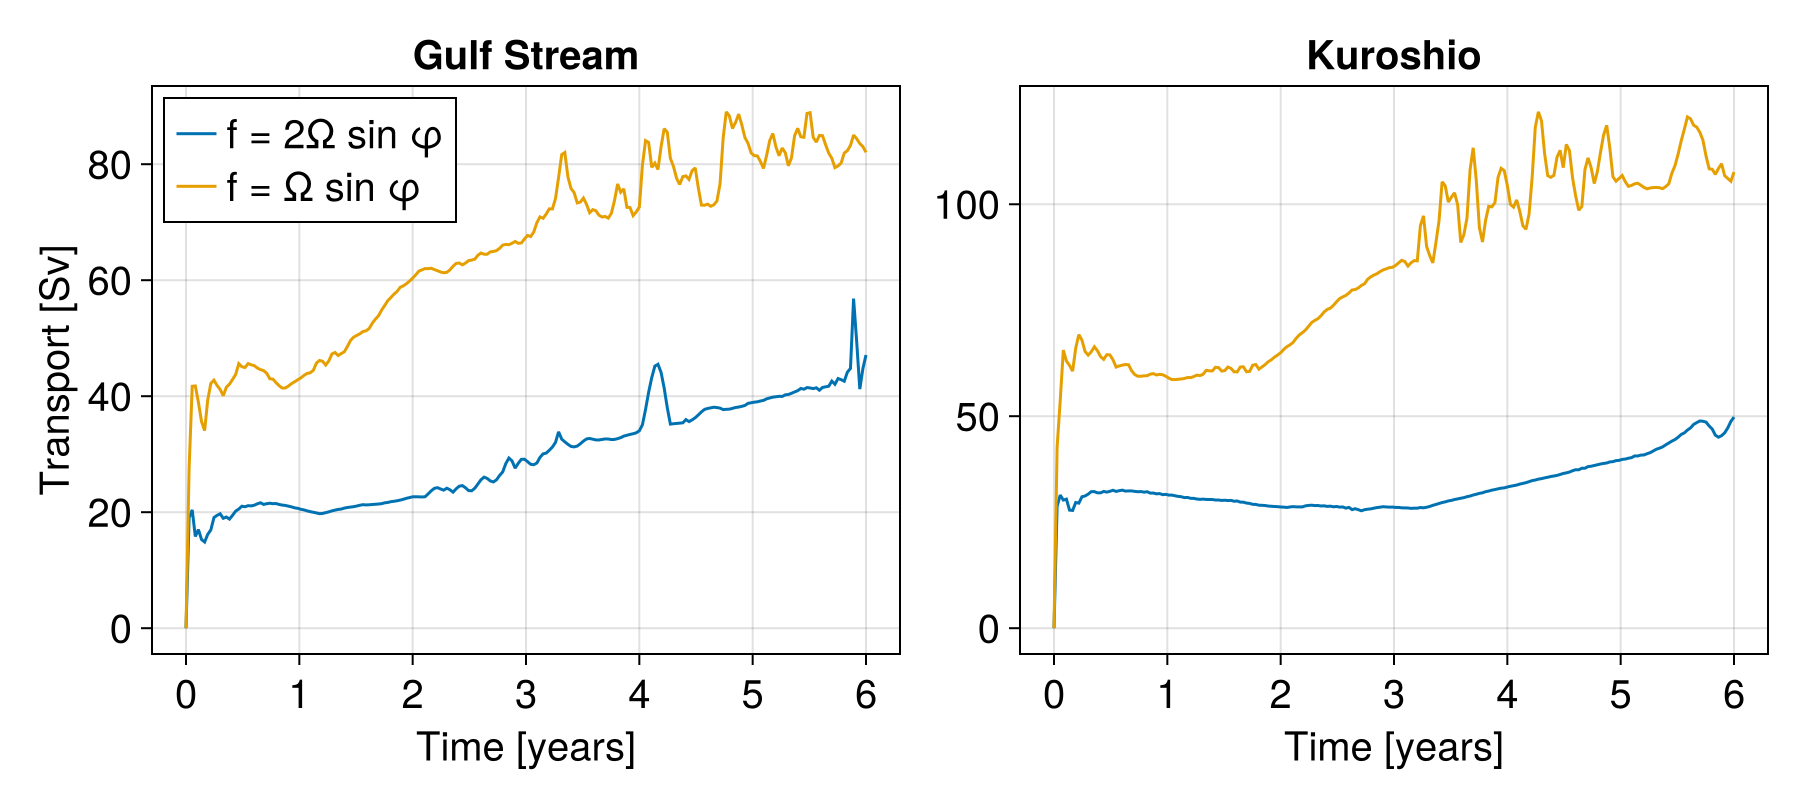 Gulf Stream
f = 2Ω sin φ
f = Ω sin φ
Transport [Sv]
80
60
40
20
0
0 1 2 3 4 5 6
Time [years]
Kuroshio
100
50
0
0 1 2 3 4 5 6
Time [years]